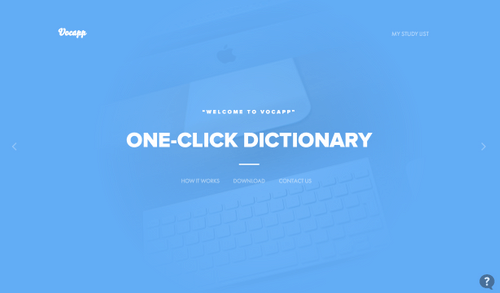 Vocapp
MY STUDY LIST
"WELCOME TO VOCAPP"
ONE-CLICK DICTIONARY
HOW IT WORKS DOWNLOAD CONTACT US
?